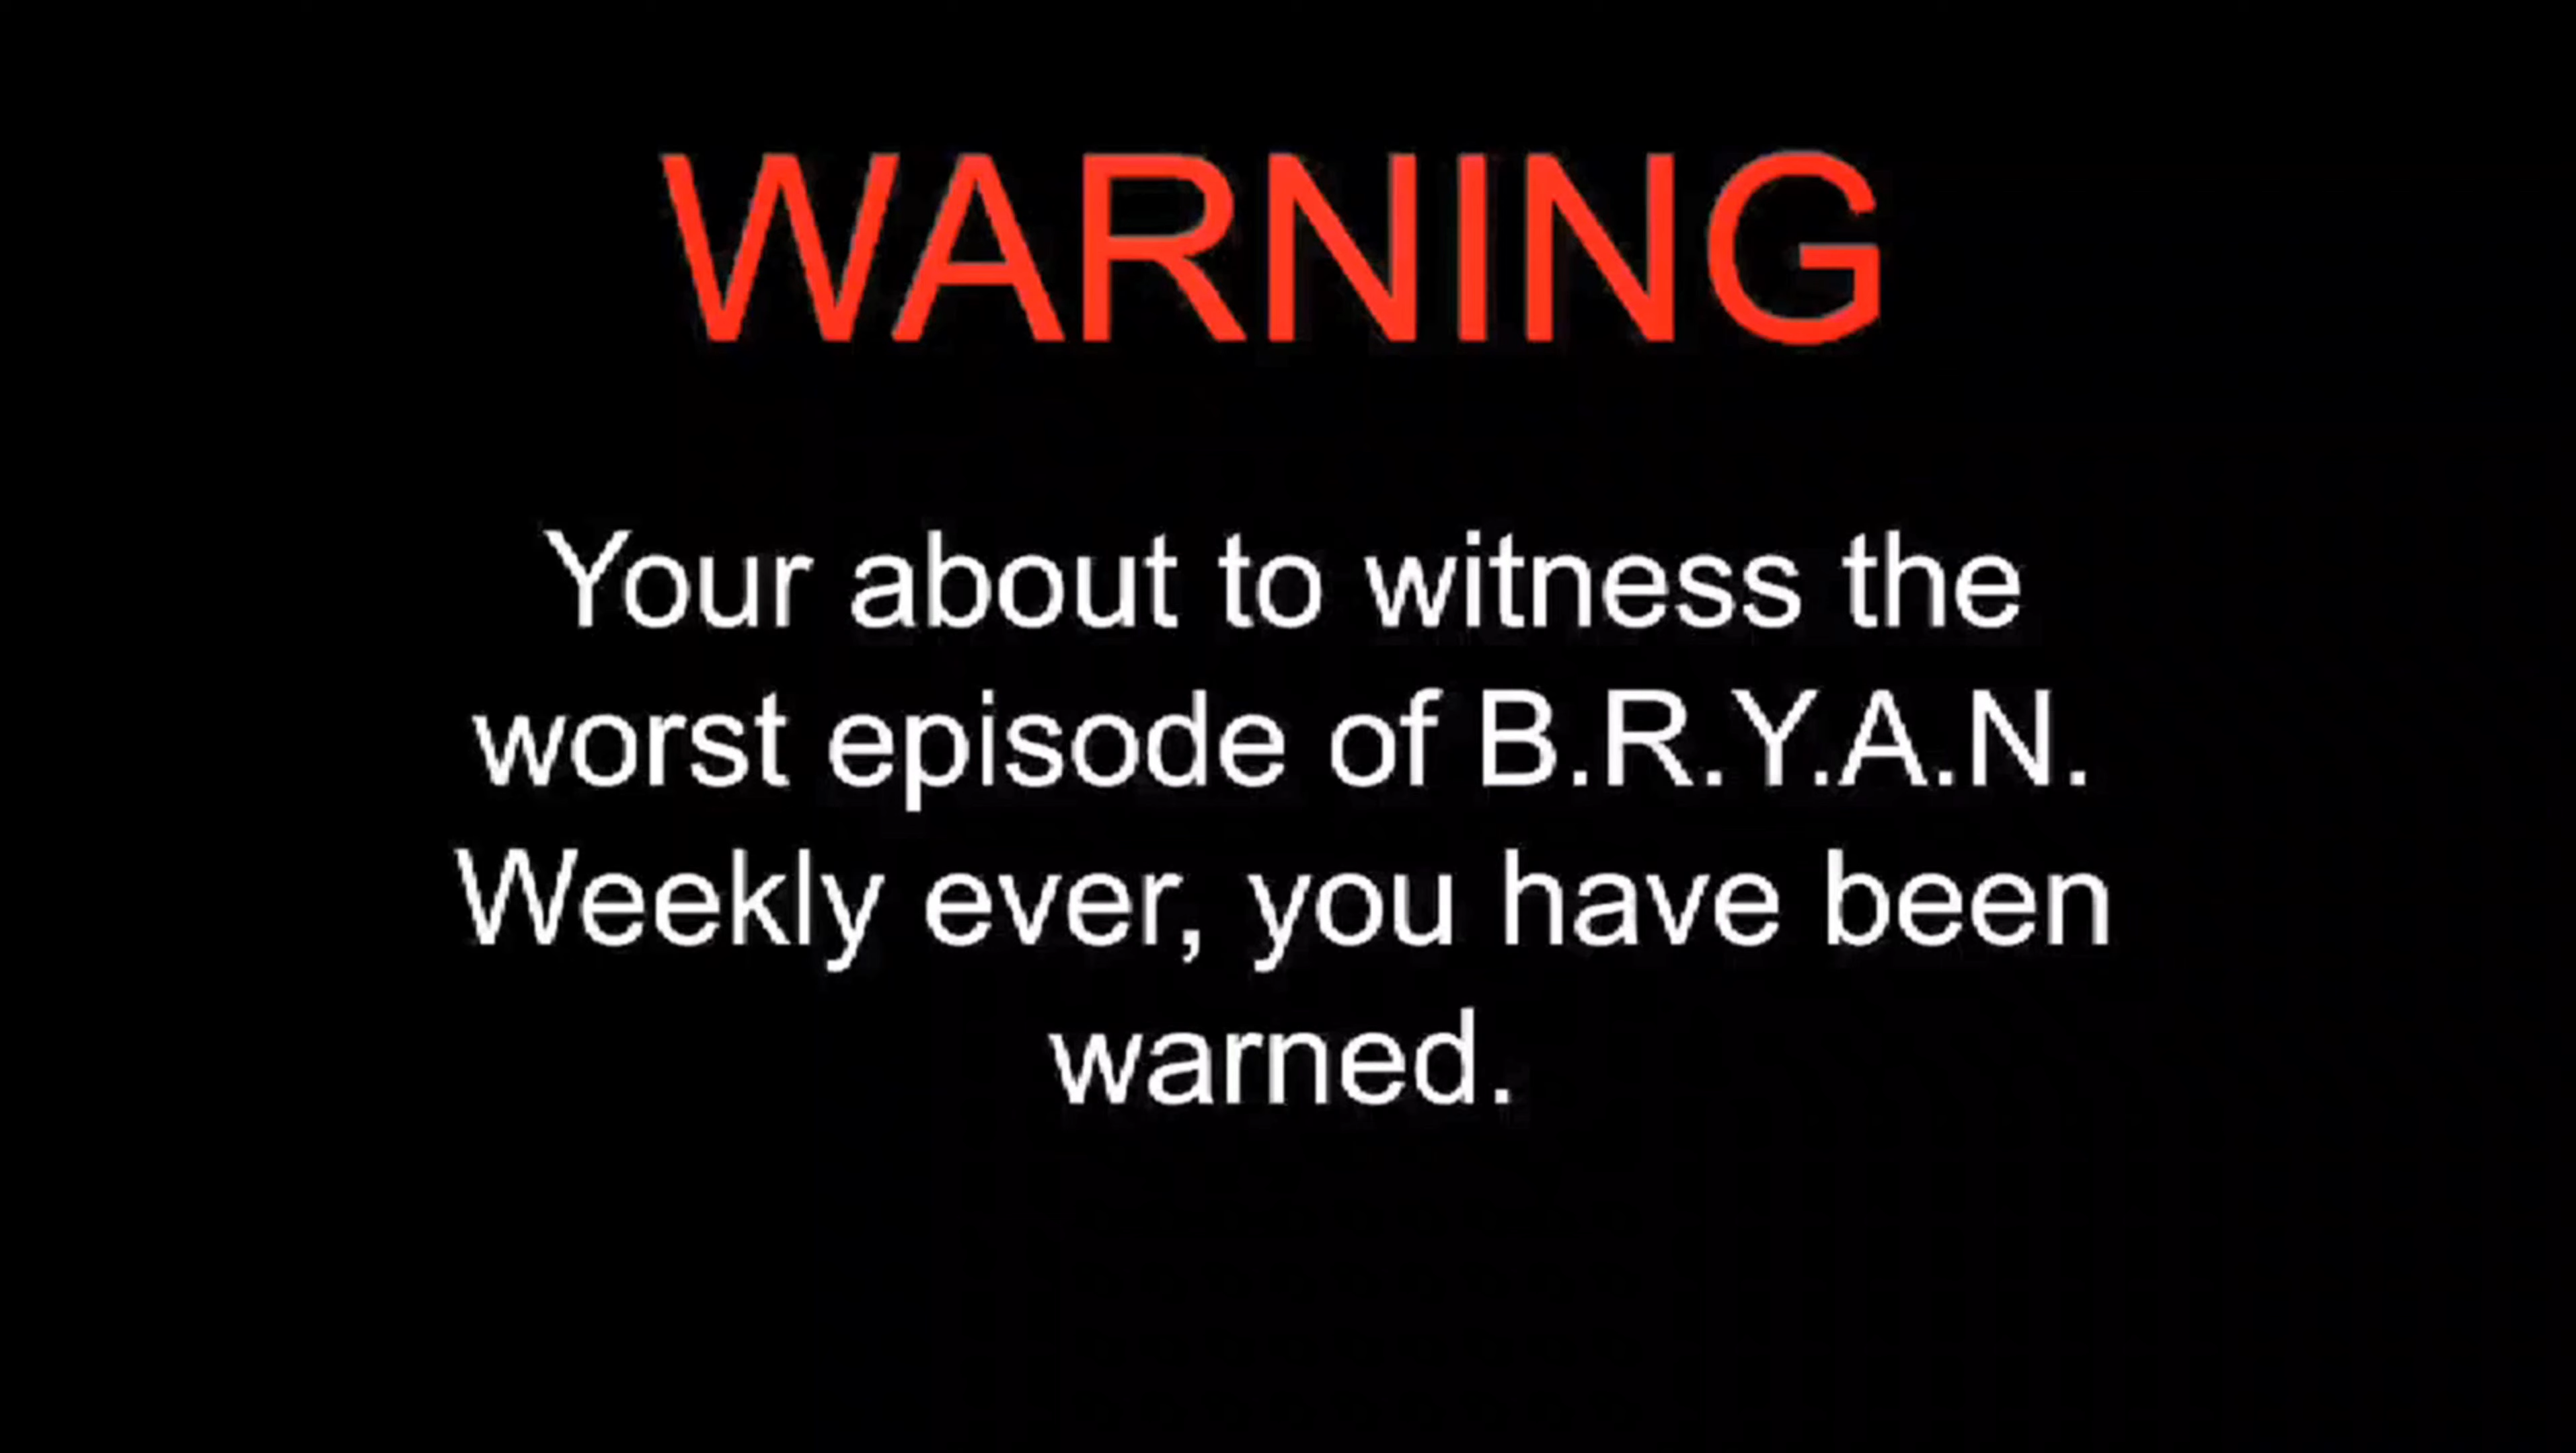 WARNING
Your about to witness the
worst episode of B.R.Y.A.N.
Weekly ever, you have been
warned.